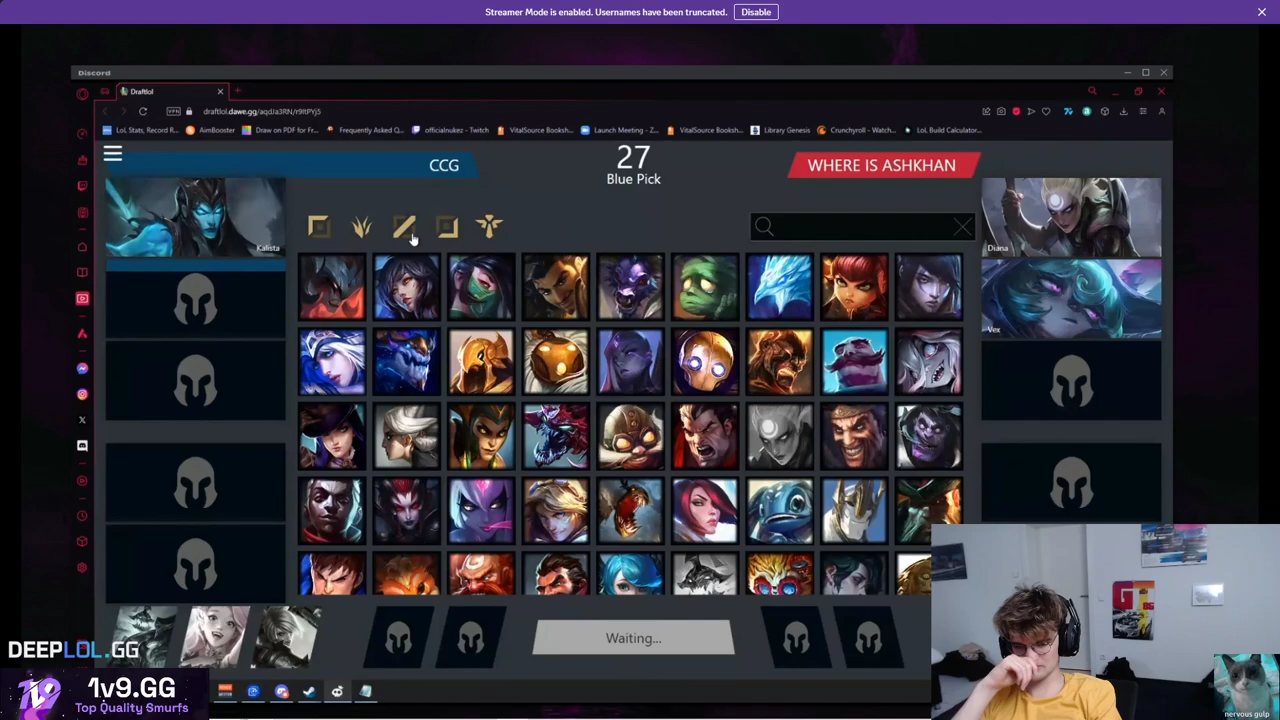 Streamer Mode is enabled. Usernames have been truncated. Disable
Discord
Draftlol
VPN draftlol.dawe.gg/aqdJa3RN/r9ItPYj5
LoL Stats, Record R... AimBooster Draw on PDF for Fr... Frequently Asked Q... officialnukez - Twitch VitalSource Booksh... Launch Meeting - Z... VitalSource Booksh... Library Genesis Crunchyroll - Watch... LoL Build Calculator...
CCG
27
Blue Pick
WHERE IS ASHKHAN
Kalista
Diana
Vex
Waiting...
DEEPLOL.GG
1v9.GG
Top Quality Smurfs
nervous gulp